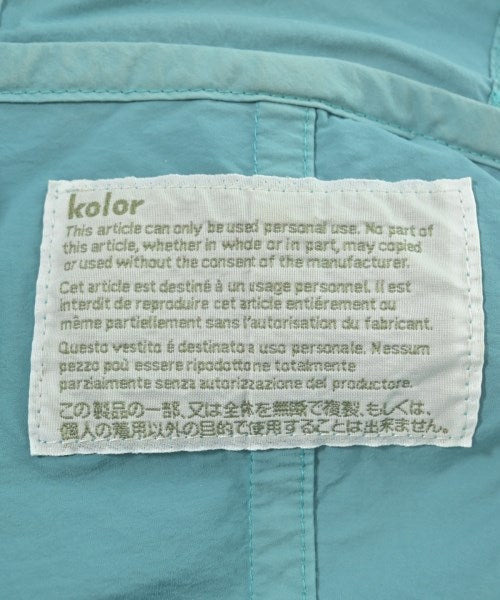 kolor
This article can only be used personal use. No part of
this article, whether in whole or in part, may copied
or used without the consent of the manufacturer.
Cet article est destiné à un usage personnel. Il est
interdit de reproduire cet article entiérement ou
même partiellement sans l'autorisation du fabricant.
Questo vestito é destinato a uso personale. Nessum
pezzo poú essere ripodottone totalmente
parzialmente senza autorizzazione del productore.
この製品の一部、又は全体を無断で複製、もしくは、
個人の着用以外の目的で使用することは出来ません。